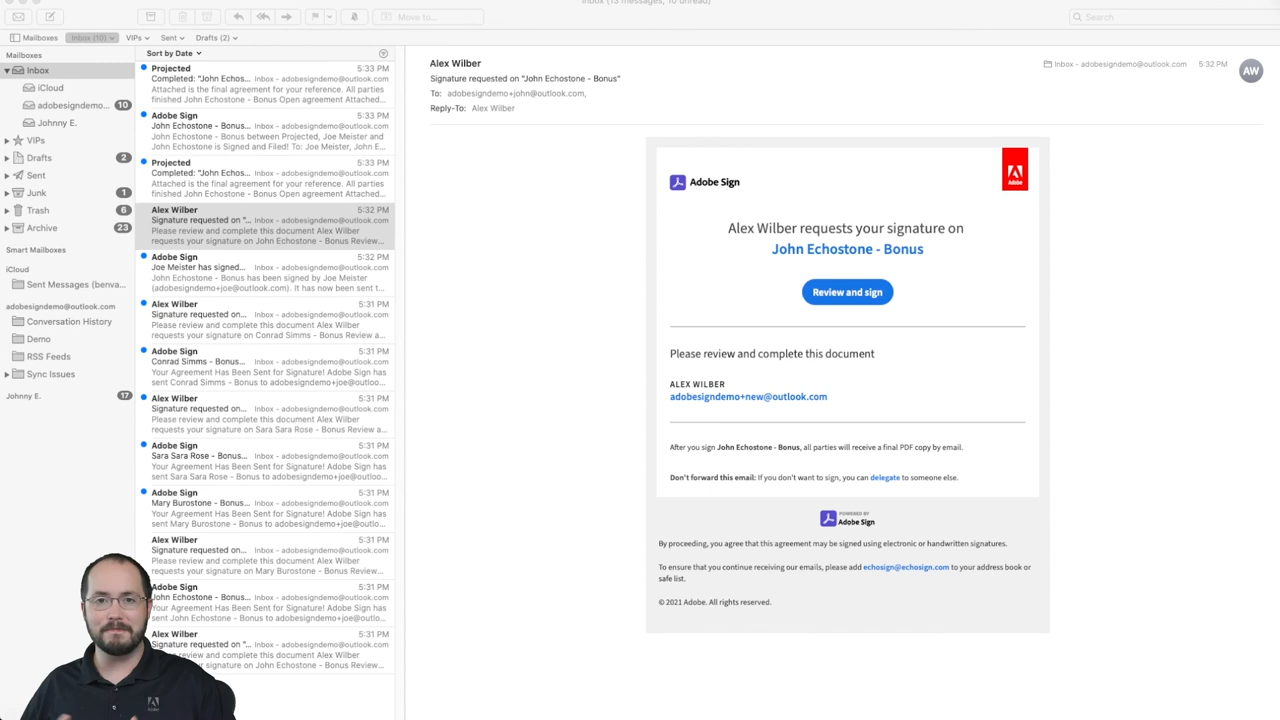 Inbox (13 messages, 10 unread)
Move to...
Search
Mailboxes
Inbox (10)
VIPs
Sent
Drafts (2)
Mailboxes
Inbox
iCloud
adobesigndemo... 10
Johnny E.
VIPs
Drafts 2
Sent
Junk 1
Trash 6
Archive 23
Smart Mailboxes
iCloud
Sent Messages (benva...
adobesigndemo@outlook.com
Conversation History
Demo
RSS Feeds
Sync Issues
Johnny E. 17
Sort by Date
Projected 5:33 PM
Completed: "John Echos... Inbox - adobesigndemo@outlook.com
Attached is the final agreement for your reference. All parties
finished John Echostone - Bonus Open agreement Attached...
Adobe Sign 5:33 PM
John Echostone - Bonus... Inbox - adobesigndemo@outlook.com
John Echostone - Bonus between Projected, Joe Meister and
John Echostone is Signed and Filed! To: Joe Meister, John E...
Projected 5:33 PM
Completed: "John Echos... Inbox - adobesigndemo@outlook.com
Attached is the final agreement for your reference. All parties
finished John Echostone - Bonus Open agreement Attached...
Alex Wilber 5:32 PM
Signature requested on "... Inbox - adobesigndemo@outlook.com
Please review and complete this document Alex Wilber
requests your signature on John Echostone - Bonus Review...
Adobe Sign 5:32 PM
Joe Meister has signed... Inbox - adobesigndemo@outlook.com
John Echostone - Bonus has been signed by Joe Meister
(adobesigndemo+joe@outlook.com). It has now been sent t...
Alex Wilber 5:31 PM
Signature requested on... Inbox - adobesigndemo@outlook.com
Please review and complete this document Alex Wilber
requests your signature on Conrad Simms - Bonus Review a...
Adobe Sign 5:31 PM
Conrad Simms - Bonus... Inbox - adobesigndemo@outlook.com
Your Agreement Has Been Sent for Signature! Adobe Sign has
sent Conrad Simms - Bonus to adobesigndemo+joe@outloo...
Alex Wilber 5:31 PM
Signature requested on... Inbox - adobesigndemo@outlook.com
Please review and complete this document Alex Wilber
requests your signature on Sara Sara Rose - Bonus Review...
Adobe Sign 5:31 PM
Sara Sara Rose - Bonus... Inbox - adobesigndemo@outlook.com
Your Agreement Has Been Sent for Signature! Adobe Sign has
sent Sara Sara Rose - Bonus to adobesigndemo+joe@outlo...
Adobe Sign 5:31 PM
Mary Burostone - Bonus... Inbox - adobesigndemo@outlook.com
Your Agreement Has Been Sent for Signature! Adobe Sign has
sent Mary Burostone - Bonus to adobesigndemo+joe@outlo...
Alex Wilber 5:31 PM
Signature requested on... Inbox - adobesigndemo@outlook.com
Please review and complete this document Alex Wilber
requests your signature on Mary Burostone - Bonus Review...
Adobe Sign 5:31 PM
John Echostone - Bonus... Inbox - adobesigndemo@outlook.com
Your Agreement Has Been Sent for Signature! Adobe Sign has
sent John Echostone - Bonus to adobesigndemo+joe@outlo...
Alex Wilber 5:31 PM
Signature requested on "... Inbox - adobesigndemo@outlook.com
review and complete this document Alex Wilber
requests your signature on John Echostone - Bonus Review...
Alex Wilber Inbox - adobesigndemo@outlook.com 5:32 PM AW
Signature requested on "John Echostone - Bonus"
To: adobesigndemo+john@outlook.com,
Reply-To: Alex Wilber
Adobe
Adobe Sign
Alex Wilber requests your signature on
John Echostone - Bonus
Review and sign
Please review and complete this document
ALEX WILBER
adobesigndemo+new@outlook.com
After you sign John Echostone - Bonus, all parties will receive a final PDF copy by email.
Don't forward this email: If you don't want to sign, you can delegate to someone else.
POWERED BY
Adobe Sign
By proceeding, you agree that this agreement may be signed using electronic or handwritten signatures.
To ensure that you continue receiving our emails, please add echosign@echosign.com to your address book or
safe list.
© 2021 Adobe. All rights reserved.